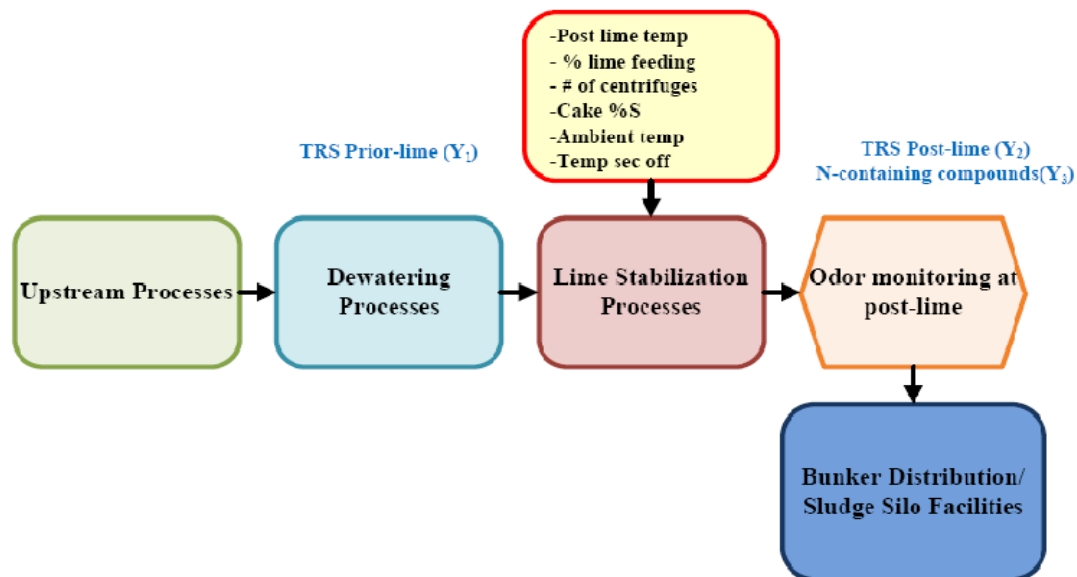 -Post lime temp
- % lime feeding
- # of centrifuges
-Cake %S
-Ambient temp
-Temp sec off
TRS Prior-lime (Y₁)
TRS Post-lime (Y₂)
N-containing compounds(Y₃)
Upstream Processes
Dewatering
Processes
Lime Stabilization
Processes
Odor monitoring at
post-lime
Bunker Distribution/
Sludge Silo Facilities